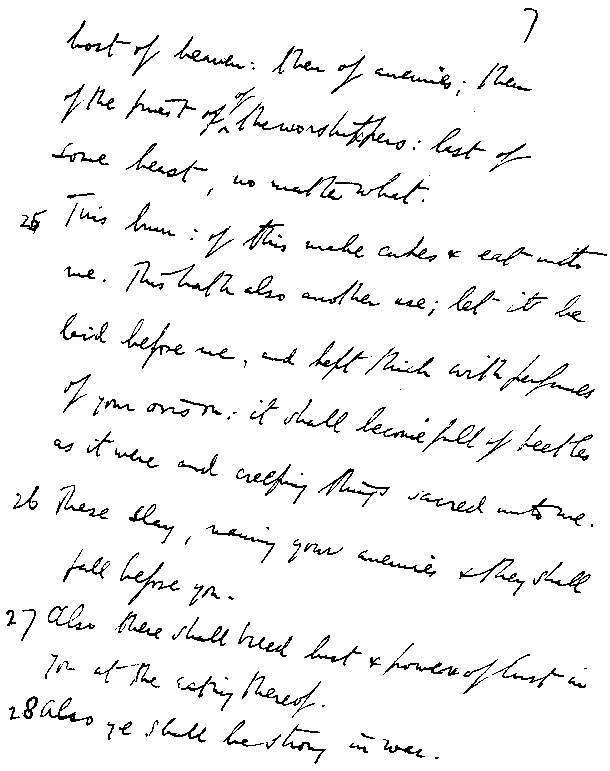 7
host of heaven: then of enemies; then
of the priest of of the worshippers: last of
some beast, no matter what.
25 This burn: of this make cakes & eat unto
me. This hath also another use; let it be
laid before me, and kept thick with perfumes
of your orison: it shall become full of beetles
as it were and creeping things sacred unto me.
26 These slay, naming your enemies & they shall
fall before you.
27 Also these shall breed lust & power of lust in
you at the eating thereof.
28 Also ye shall be strong in war.